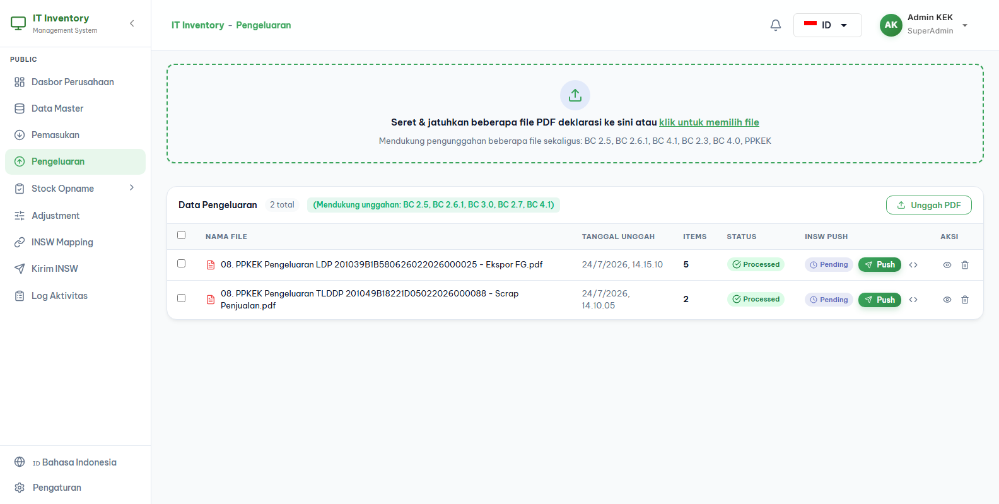 IT Inventory
Management System
PUBLIC
Dasbor Perusahaan
Data Master
Pemasukan
Pengeluaran
Stock Opname
Adjustment
INSW Mapping
Kirim INSW
Log Aktivitas
ID Bahasa Indonesia
Pengaturan
IT Inventory - Pengeluaran
ID
AK
Admin KEK
SuperAdmin
Seret & jatuhkan beberapa file PDF deklarasi ke sini atau klik untuk memilih file
Mendukung pengunggahan beberapa file sekaligus: BC 2.5, BC 2.6.1, BC 4.1, BC 2.3, BC 4.0, PPKEK
Data Pengeluaran 2 total (Mendukung unggahan: BC 2.5, BC 2.6.1, BC 3.0, BC 2.7, BC 4.1) Unggah PDF
NAMA FILE TANGGAL UNGGAH ITEMS STATUS INSW PUSH AKSI
08. PPKEK Pengeluaran LDP 201039B1B580626022026000025 - Ekspor FG.pdf 24/7/2026, 14.15.10 5 Processed Pending Push
08. PPKEK Pengeluaran TLDDP 201049B18221D05022026000088 - Scrap
Penjualan.pdf
24/7/2026,
14.10.05
2 Processed Pending Push